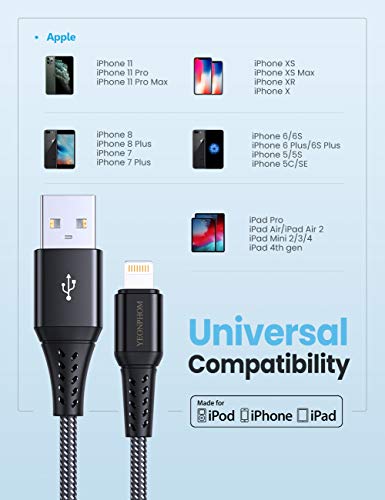 Apple
iPhone 11
iPhone 11 Pro
iPhone 11 Pro Max
iPhone XS
iPhone XS Max
iPhone XR
iPhone X
iPhone 8
iPhone 8 Plus
iPhone 7
iPhone 7 Plus
iPhone 6/6S
iPhone 6 Plus/6S Plus
iPhone 5/5S
iPhone 5C/SE
iPad Pro
iPad Air/iPad Air 2
iPad Mini 2/3/4
iPad 4th gen
YEONPHOM
Universal
Compatibility
Made for
iPod iPhone iPad